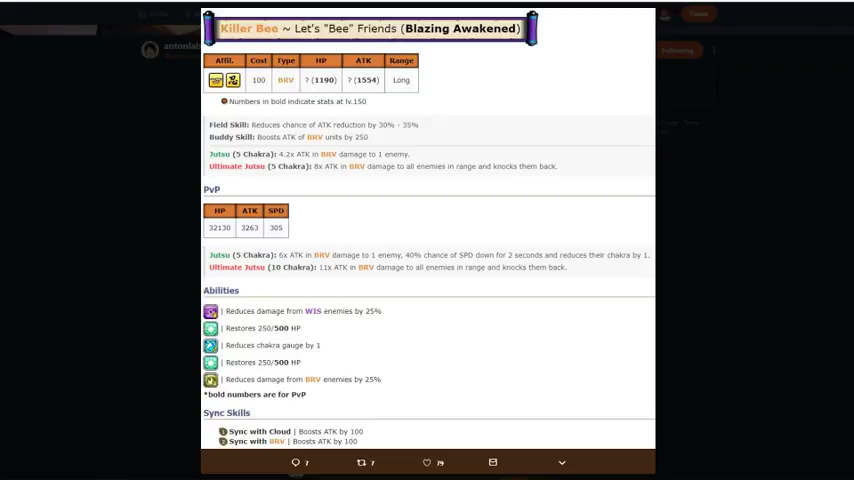 antonlai
Following
Killer Bee ~ Let's "Bee" Friends (Blazing Awakened)
Affil. Cost Type HP ATK Range
100 BRV ? (1190) ? (1554) Long
Numbers in bold indicate stats at lv.150
Field Skill: Reduces chance of ATK reduction by 30% - 35%
Buddy Skill: Boosts ATK of BRV units by 250
Jutsu (5 Chakra): 4.2x ATK in BRV damage to 1 enemy.
Ultimate Jutsu (5 Chakra): 8x ATK in BRV damage to all enemies in range and knocks them back.
PvP
HP ATK SPD
32130 3263 305
Jutsu (5 Chakra): 6x ATK in BRV damage to 1 enemy, 40% chance of SPD down for 2 seconds and reduces their chakra by 1.
Ultimate Jutsu (10 Chakra): 11x ATK in BRV damage to all enemies in range and knocks them back.
Abilities
| Reduces damage from WIS enemies by 25%
| Restores 250/500 HP
| Reduces chakra gauge by 1
| Restores 250/500 HP
| Reduces damage from BRV enemies by 25%
*bold numbers are for PvP
Sync Skills
1 Sync with Cloud | Boosts ATK by 100
2 Sync with BRV | Boosts ATK by 100
7 7 79